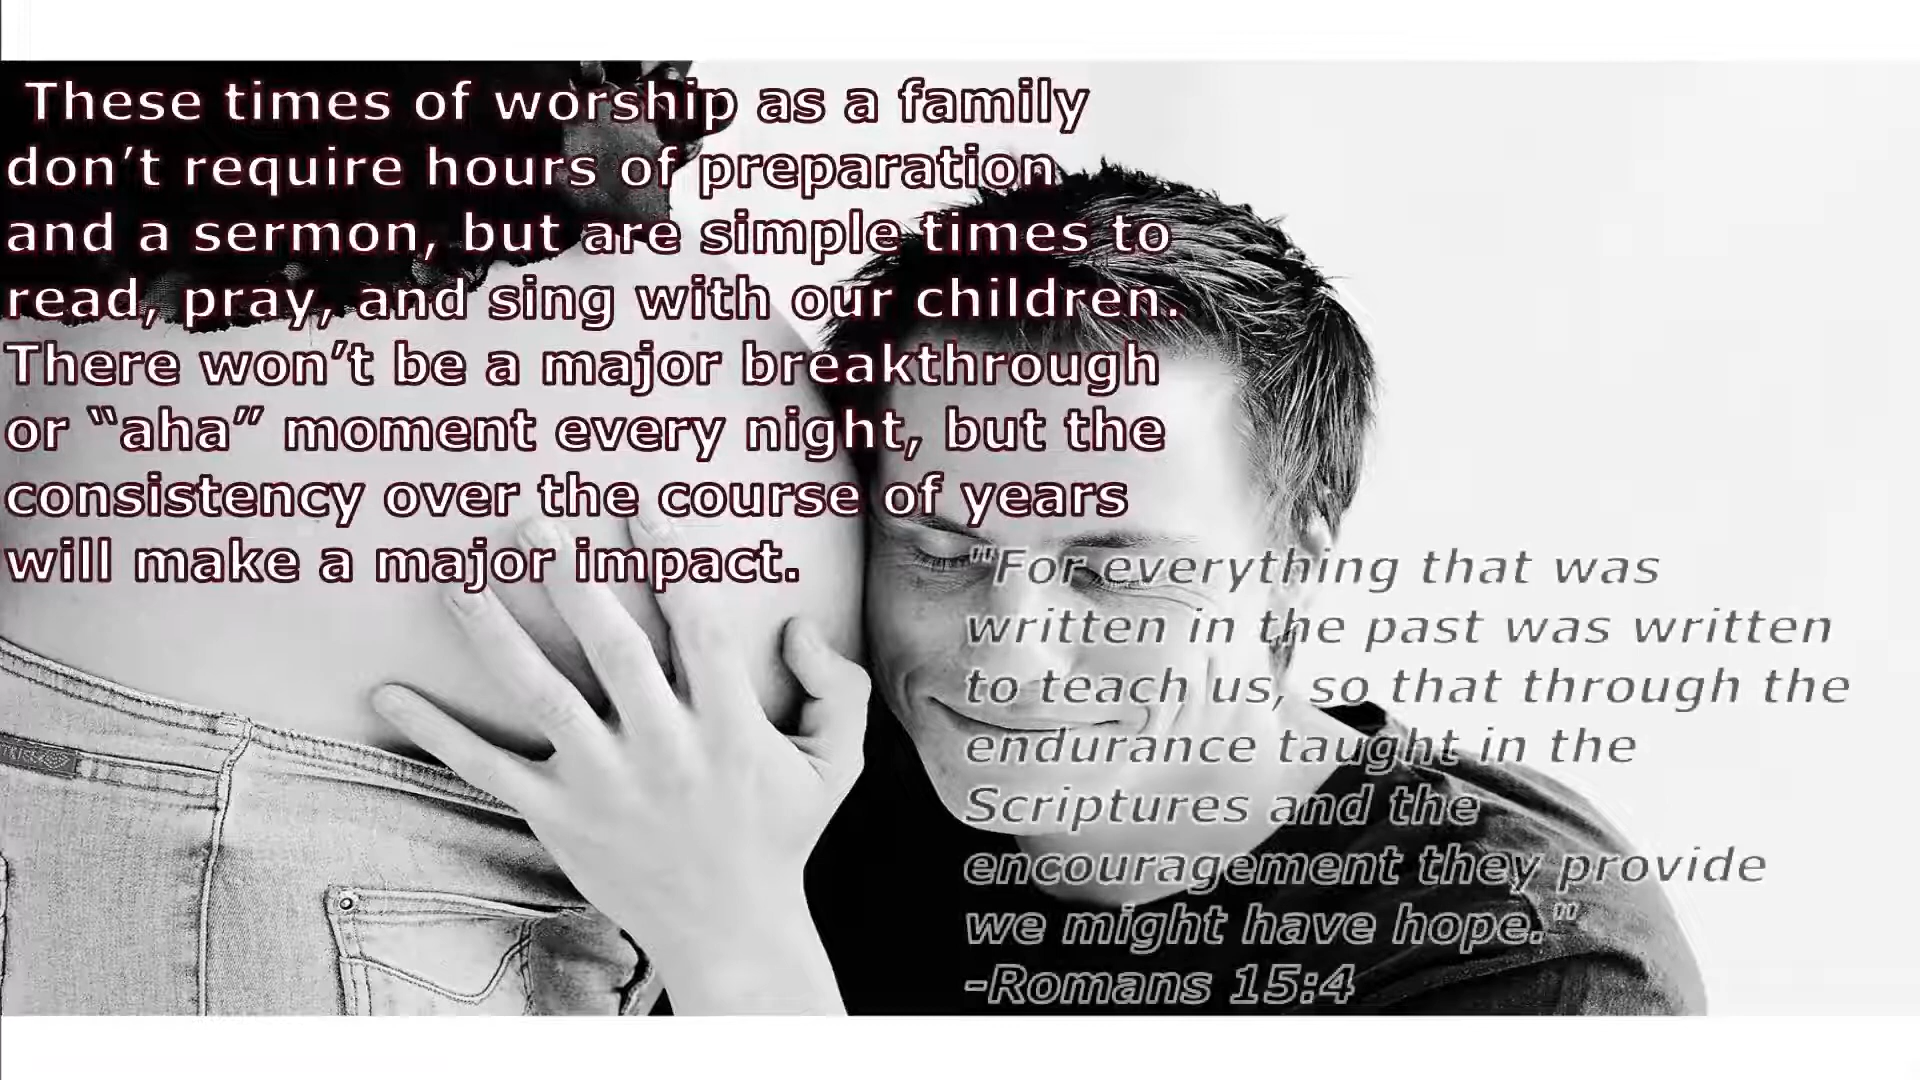 These times of worship as a family
don’t require hours of preparation
and a sermon, but are simple times to
read, pray, and sing with our children.
There won’t be a major breakthrough
or “aha” moment every night, but the
consistency over the course of years
will make a major impact.
"For everything that was
written in the past was written
to teach us, so that through the
endurance taught in the
Scriptures and the
encouragement they provide
we might have hope."
-Romans 15:4